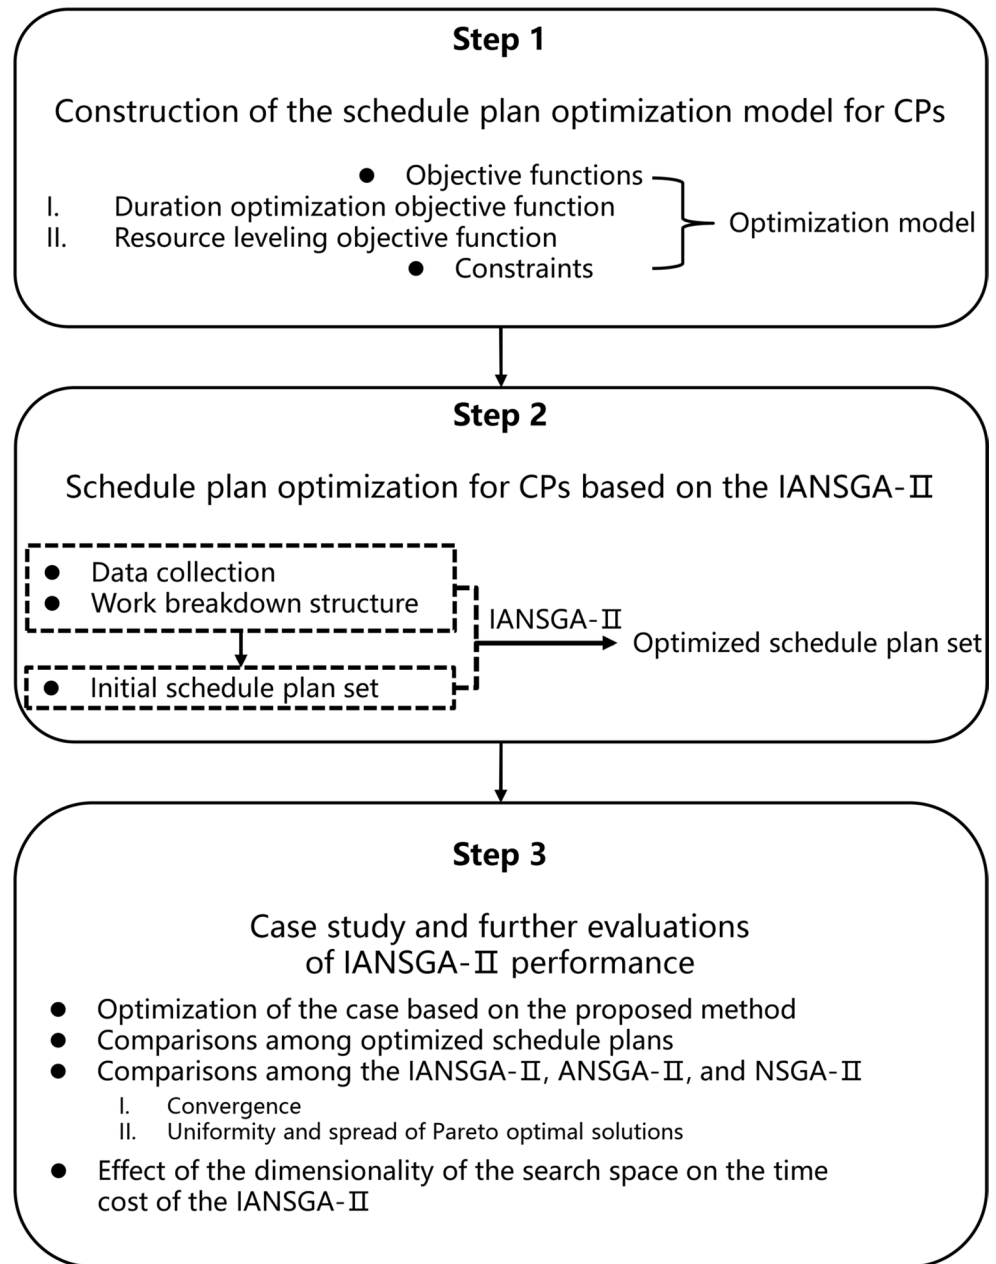 Step 1
Construction of the schedule plan optimization model for CPs
● Objective functions
I. Duration optimization objective function
II. Resource leveling objective function
● Constraints
Optimization model
Step 2
Schedule plan optimization for CPs based on the IANSGA-Ⅱ
● Data collection
● Work breakdown structure
● Initial schedule plan set
IANSGA-Ⅱ
Optimized schedule plan set
Step 3
Case study and further evaluations
of IANSGA-Ⅱ performance
● Optimization of the case based on the proposed method
● Comparisons among optimized schedule plans
● Comparisons among the IANSGA-Ⅱ, ANSGA-Ⅱ, and NSGA-Ⅱ
I. Convergence
II. Uniformity and spread of Pareto optimal solutions
● Effect of the dimensionality of the search space on the time
cost of the IANSGA-Ⅱ